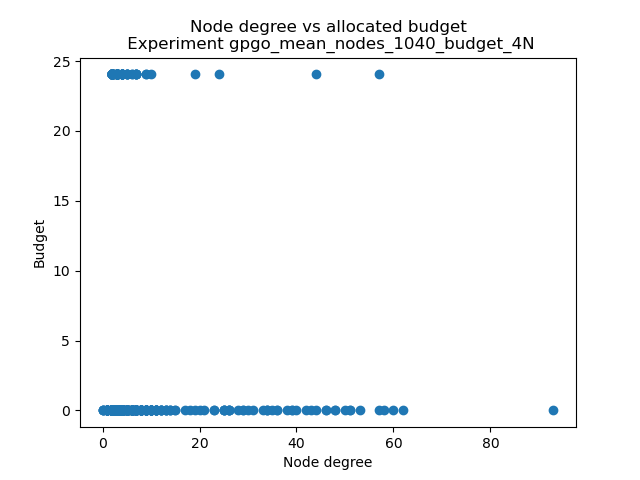 Node degree vs allocated budget
Experiment gpgo_mean_nodes_1040_budget_4N
25
20
15
10
5
0
Budget
0 20 40 60 80
Node degree